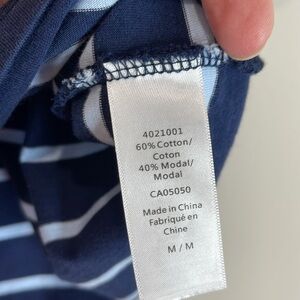 4021001
60% Cotton/
Coton
40% Modal/
Modal
CA05050
Made in China
Fabriqué en
Chine
M / M